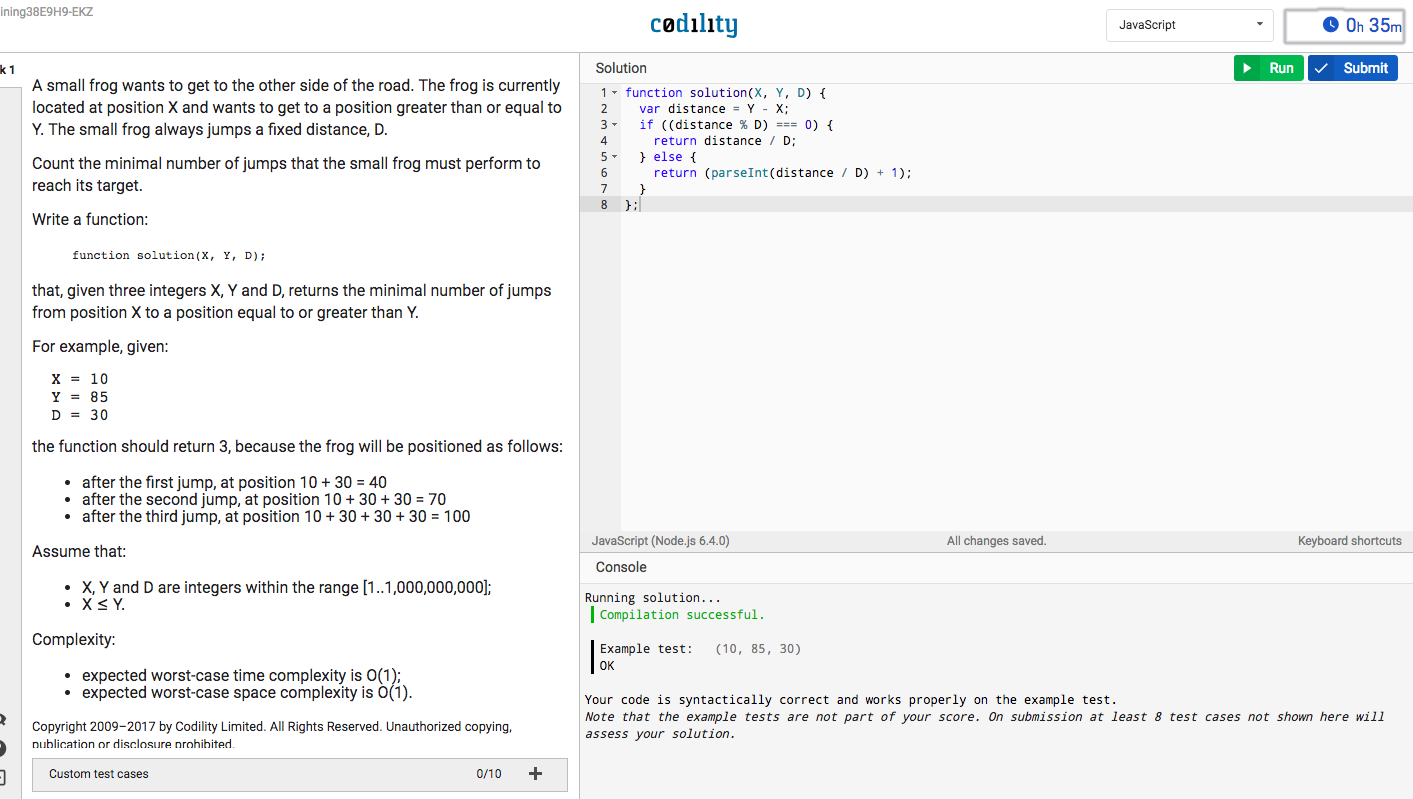 ining38E9H9-EKZ
cødility
JavaScript
0h 35m
k 1
A small frog wants to get to the other side of the road. The frog is currently
located at position X and wants to get to a position greater than or equal to
Y. The small frog always jumps a fixed distance, D.
Count the minimal number of jumps that the small frog must perform to
reach its target.
Write a function:
function solution(X, Y, D);
that, given three integers X, Y and D, returns the minimal number of jumps
from position X to a position equal to or greater than Y.
For example, given:
X = 10
Y = 85
D = 30
the function should return 3, because the frog will be positioned as follows:
• after the first jump, at position 10 + 30 = 40
• after the second jump, at position 10 + 30 + 30 = 70
• after the third jump, at position 10 + 30 + 30 + 30 = 100
Assume that:
• X, Y and D are integers within the range [1..1,000,000,000];
• X ≤ Y.
Complexity:
• expected worst-case time complexity is O(1);
• expected worst-case space complexity is O(1).
Copyright 2009–2017 by Codility Limited. All Rights Reserved. Unauthorized copying,
publication or disclosure prohibited.
Custom test cases 0/10 +
Solution
Run
Submit
1 function solution(X, Y, D) {
2 var distance = Y - X;
3 if ((distance % D) === 0) {
4 return distance / D;
5 } else {
6 return (parseInt(distance / D) + 1);
7 }
8 };
JavaScript (Node.js 6.4.0) All changes saved. Keyboard shortcuts
Console
Running solution...
Compilation successful.
Example test: (10, 85, 30)
OK
Your code is syntactically correct and works properly on the example test.
Note that the example tests are not part of your score. On submission at least 8 test cases not shown here will
assess your solution.